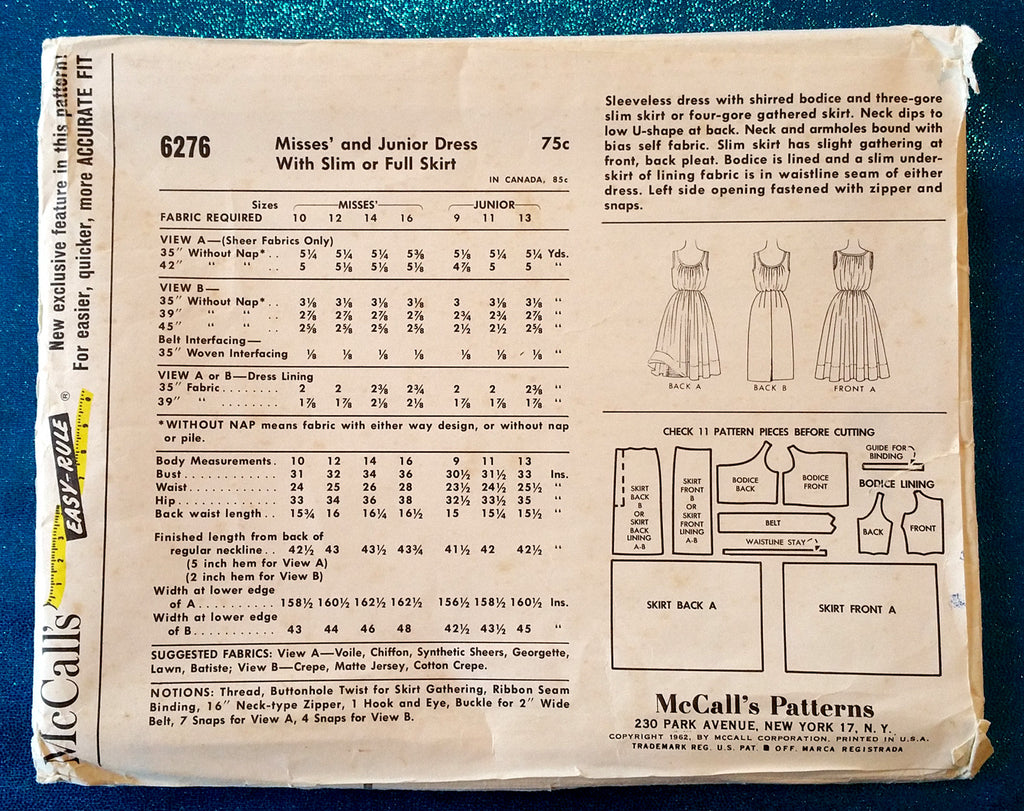 New exclusive feature in this pattern!
For easier, quicker, more ACCURATE FIT
EASY-RULE ®
McCall's
6276 Misses' and Junior Dress 75c
With Slim or Full Skirt
IN CANADA, 85c
Sizes MISSES' JUNIOR
FABRIC REQUIRED 10 12 14 16 9 11 13
VIEW A—(Sheer Fabrics Only)
35" Without Nap*.. 5¼ 5¼ 5¼ 5⅜ 5⅛ 5¼ 5¼ Yds.
42" " " .. 5 5⅛ 5⅛ 5⅛ 4⅞ 5 5 "
VIEW B—
35" Without Nap*.. 3⅛ 3⅛ 3⅛ 3⅛ 3 3⅛ 3⅛ "
39" " " .. 2⅞ 2⅞ 2⅞ 2⅞ 2¾ 2¾ 2⅞ "
45" " " .. 2⅝ 2⅝ 2⅝ 2⅝ 2½ 2½ 2⅝ "
Belt Interfacing—
35" Woven Interfacing ⅛ ⅛ ⅛ ⅛ ⅛ ⅛ ⅛ "
VIEW A or B—Dress Lining
35" Fabric........ 2 2 2⅜ 2¾ 2 2 2⅜ "
39" " ........ 1⅞ 1⅞ 2⅛ 2⅛ 1⅞ 1⅞ 1⅞ "
*WITHOUT NAP means fabric with either way design, or without nap
or pile.
Body Measurements. 10 12 14 16 9 11 13
Bust............ 31 32 34 36 30½ 31½ 33 Ins.
Waist........... 24 25 26 28 23½ 24½ 25½ "
Hip............. 33 34 36 38 32½ 33½ 35 "
Back waist length.. 15¾ 16 16¼ 16½ 15 15¼ 15½ "
Finished length from back of
regular neckline.. 42½ 43 43½ 43¾ 41½ 42 42½ "
(5 inch hem for View A)
(2 inch hem for View B)
Width at lower edge
of A.......... 158½ 160½ 162½ 162½ 156½ 158½ 160½ Ins.
Width at lower edge
of B.......... 43 44 46 48 42½ 43½ 45 "
SUGGESTED FABRICS: View A—Voile, Chiffon, Synthetic Sheers, Georgette,
Lawn, Batiste; View B—Crepe, Matte Jersey, Cotton Crepe.
NOTIONS: Thread, Buttonhole Twist for Skirt Gathering, Ribbon Seam
Binding, 16" Neck-type Zipper, 1 Hook and Eye, Buckle for 2" Wide
Belt, 7 Snaps for View A, 4 Snaps for View B.
Sleeveless dress with shirred bodice and three-gore
slim skirt or four-gore gathered skirt. Neck dips to
low U-shape at back. Neck and armholes bound with
bias self fabric. Slim skirt has slight gathering at
front, back pleat. Bodice is lined and a slim under-
skirt of lining fabric is in waistline seam of either
dress. Left side opening fastened with zipper and
snaps.
BACK A
BACK B
FRONT A
CHECK 11 PATTERN PIECES BEFORE CUTTING
SKIRT
BACK
B
OR
SKIRT
BACK
LINING
A-B
SKIRT
FRONT
B
OR SKIRT
FRONT
LINING
A-B
BODICE
BACK
BODICE
FRONT
GUIDE FOR
BINDING
BODICE LINING
BELT
WAISTLINE STAY
BACK
FRONT
SKIRT BACK A
SKIRT FRONT A
McCall's Patterns
230 PARK AVENUE, NEW YORK 17, N.Y.
COPYRIGHT 1962, BY MCCALL CORPORATION. PRINTED IN U.S.A.
TRADEMARK REG. U.S. PAT. & OFF. MARCA REGISTRADA